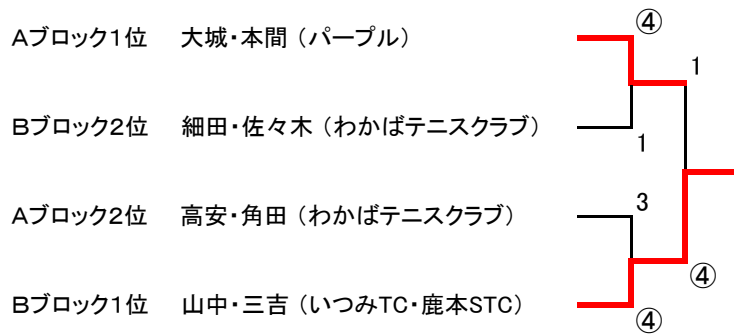 ④
Aブロック1位 大城・本間 (パープル)
1
Bブロック2位 細田・佐々木 (わかばテニスクラブ)
1
3
Aブロック2位 高安・角田 (わかばテニスクラブ)
④
Bブロック1位 山中・三吉 (いつみTC・鹿本STC)
④